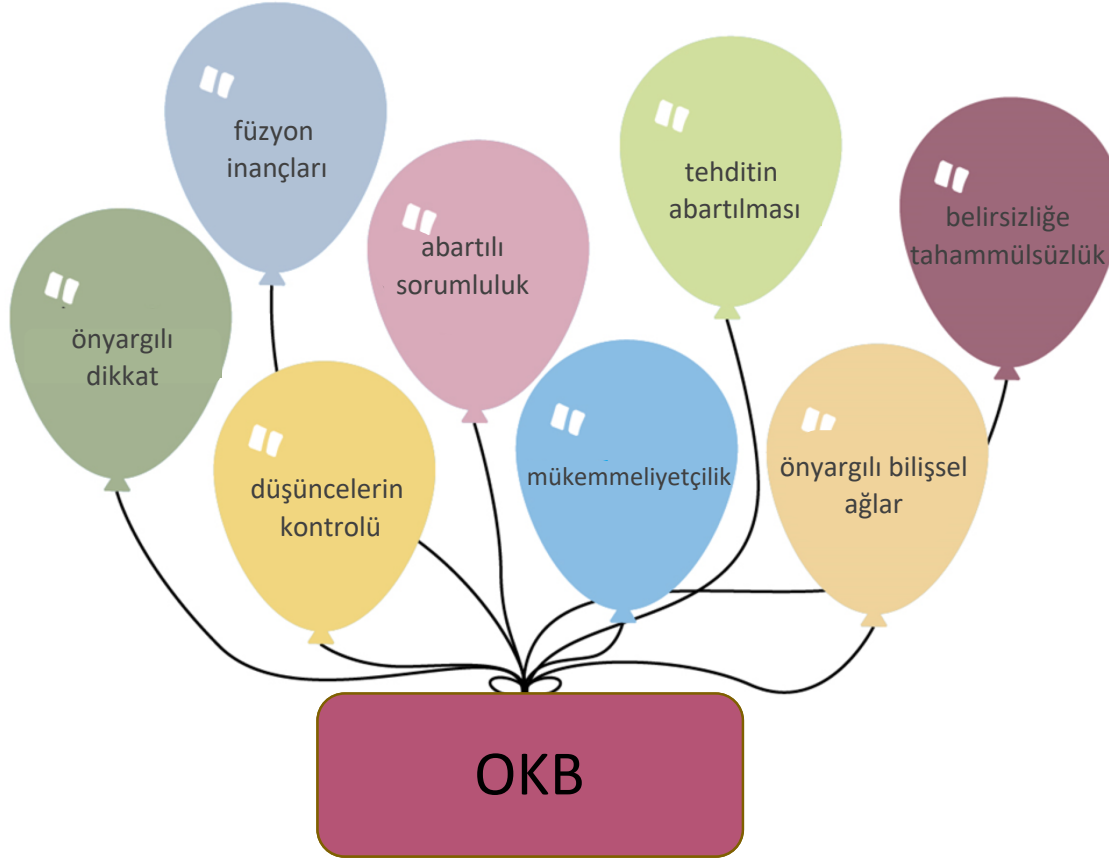 füzyon
inançları
tehditin
abartılması
belirsizliğe
tahammülsüzlük
abartılı
sorumluluk
önyargılı
dikkat
düşüncelerin
kontrolü
mükemmeliyetçilik
önyargılı bilişsel
ağlar
OKB